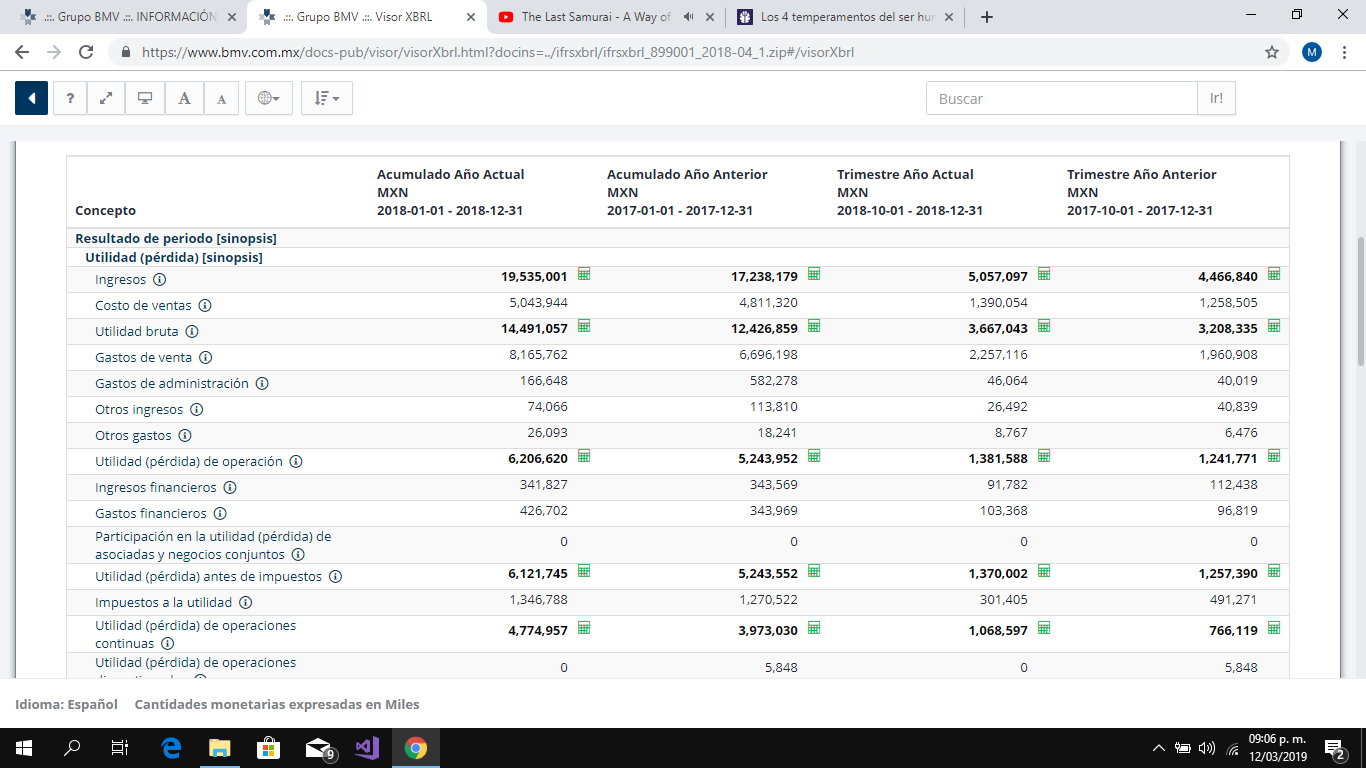 .::. Grupo BMV .::. INFORMACIÓN
.::. Grupo BMV .::. Visor XBRL
The Last Samurai - A Way of
Los 4 temperamentos del ser hu
https://www.bmv.com.mx/docs-pub/visor/visorXbrl.html?docins=../ifrsxbrl/ifrsxbrl_899001_2018-04_1.zip#/visorXbrl
M
? A A Buscar Ir!
Concepto
Acumulado Año Actual
MXN
2018-01-01 - 2018-12-31
Acumulado Año Anterior
MXN
2017-01-01 - 2017-12-31
Trimestre Año Actual
MXN
2018-10-01 - 2018-12-31
Trimestre Año Anterior
MXN
2017-10-01 - 2017-12-31
Resultado de periodo [sinopsis]
Utilidad (pérdida) [sinopsis]
Ingresos 19,535,001 17,238,179 5,057,097 4,466,840
Costo de ventas 5,043,944 4,811,320 1,390,054 1,258,505
Utilidad bruta 14,491,057 12,426,859 3,667,043 3,208,335
Gastos de venta 8,165,762 6,696,198 2,257,116 1,960,908
Gastos de administración 166,648 582,278 46,064 40,019
Otros ingresos 74,066 113,810 26,492 40,839
Otros gastos 26,093 18,241 8,767 6,476
Utilidad (pérdida) de operación 6,206,620 5,243,952 1,381,588 1,241,771
Ingresos financieros 341,827 343,569 91,782 112,438
Gastos financieros 426,702 343,969 103,368 96,819
Participación en la utilidad (pérdida) de
asociadas y negocios conjuntos 0 0 0 0
Utilidad (pérdida) antes de impuestos 6,121,745 5,243,552 1,370,002 1,257,390
Impuestos a la utilidad 1,346,788 1,270,522 301,405 491,271
Utilidad (pérdida) de operaciones
continuas 4,774,957 3,973,030 1,068,597 766,119
Utilidad (pérdida) de operaciones 0 5,848 0 5,848
Idioma: Español Cantidades monetarias expresadas en Miles
9
09:06 p. m.
12/03/2019
2